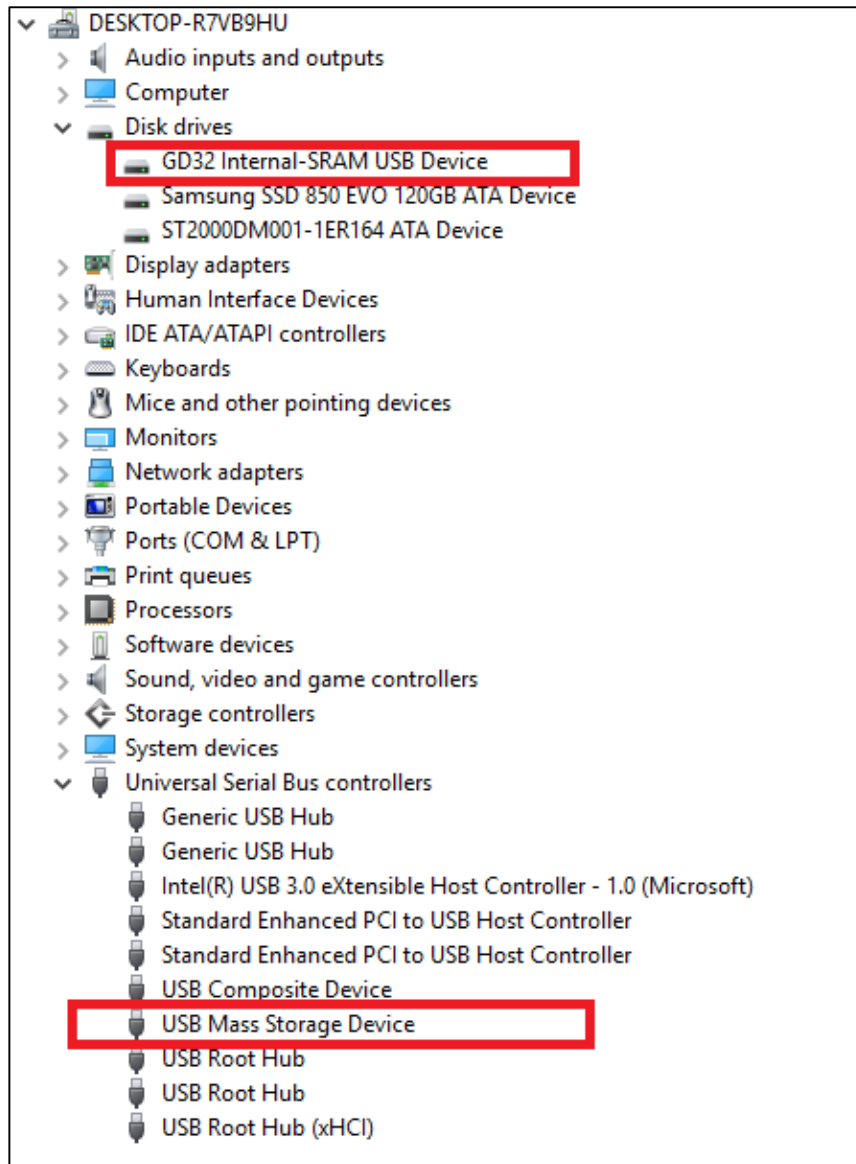 DESKTOP-R7VB9HU
Audio inputs and outputs
Computer
Disk drives
GD32 Internal-SRAM USB Device
Samsung SSD 850 EVO 120GB ATA Device
ST2000DM001-1ER164 ATA Device
Display adapters
Human Interface Devices
IDE ATA/ATAPI controllers
Keyboards
Mice and other pointing devices
Monitors
Network adapters
Portable Devices
Ports (COM & LPT)
Print queues
Processors
Software devices
Sound, video and game controllers
Storage controllers
System devices
Universal Serial Bus controllers
Generic USB Hub
Generic USB Hub
Intel(R) USB 3.0 eXtensible Host Controller - 1.0 (Microsoft)
Standard Enhanced PCI to USB Host Controller
Standard Enhanced PCI to USB Host Controller
USB Composite Device
USB Mass Storage Device
USB Root Hub
USB Root Hub
USB Root Hub (xHCI)